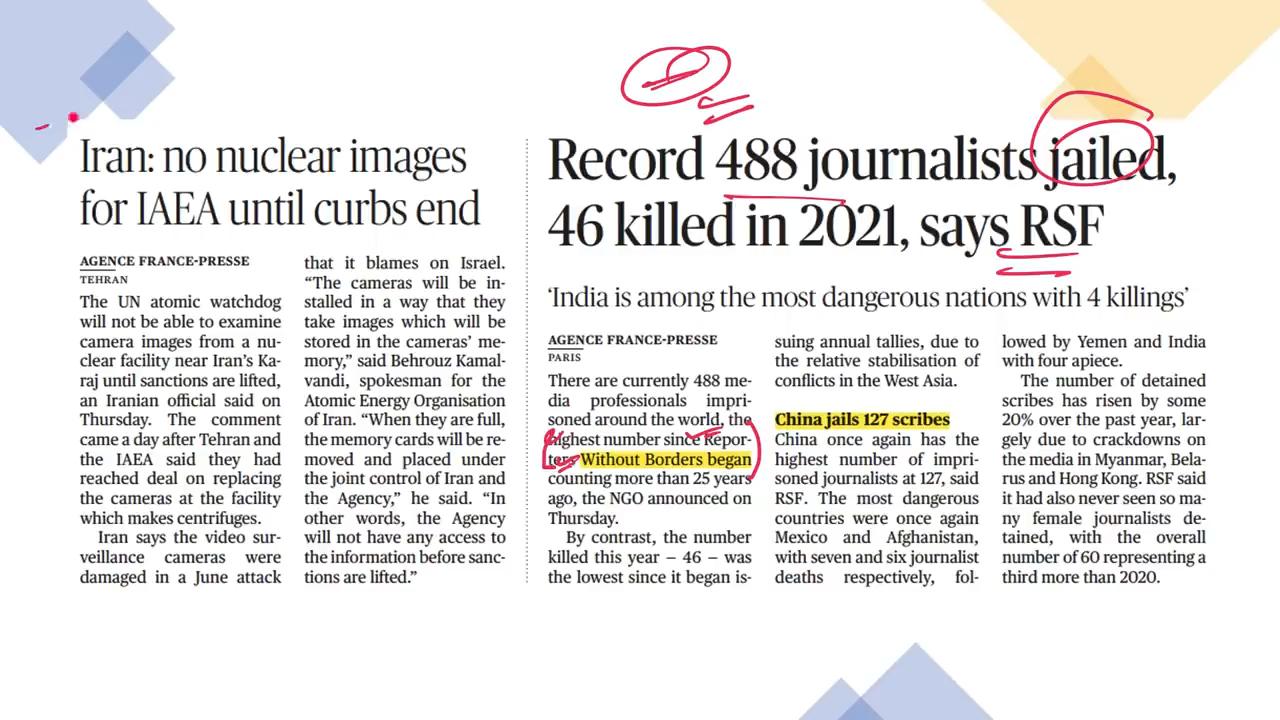 Iran: no nuclear images
for IAEA until curbs end
AGENCE FRANCE-PRESSE
TEHRAN
The UN atomic watchdog
will not be able to examine
camera images from a nu-
clear facility near Iran's Ka-
raj until sanctions are lifted,
an Iranian official said on
Thursday. The comment
came a day after Tehran and
the IAEA said they had
reached deal on replacing
the cameras at the facility
which makes centrifuges.
Iran says the video sur-
veillance cameras were
damaged in a June attack
that it blames on Israel.
“The cameras will be in-
stalled in a way that they
take images which will be
stored in the cameras’ me-
mory,” said Behrouz Kamal-
vandi, spokesman for the
Atomic Energy Organisation
of Iran. “When they are full,
the memory cards will be re-
moved and placed under
the joint control of Iran and
the Agency,” he said. “In
other words, the Agency
will not have any access to
the information before sanc-
tions are lifted.”
Record 488 journalists jailed,
46 killed in 2021, says RSF
‘India is among the most dangerous nations with 4 killings’
AGENCE FRANCE-PRESSE
PARIS
There are currently 488 me-
dia professionals impri-
soned around the world, the
highest number since Repor-
ters Without Borders began
counting more than 25 years
ago, the NGO announced on
Thursday.
By contrast, the number
killed this year – 46 – was
the lowest since it began is-
suing annual tallies, due to
the relative stabilisation of
conflicts in the West Asia.
China jails 127 scribes
China once again has the
highest number of impri-
soned journalists at 127, said
RSF. The most dangerous
countries were once again
Mexico and Afghanistan,
with seven and six journalist
deaths respectively, fol-
lowed by Yemen and India
with four apiece.
The number of detained
scribes has risen by some
20% over the past year, lar-
gely due to crackdowns on
the media in Myanmar, Bela-
rus and Hong Kong. RSF said
it had also never seen so ma-
ny female journalists de-
tained, with the overall
number of 60 representing a
third more than 2020.